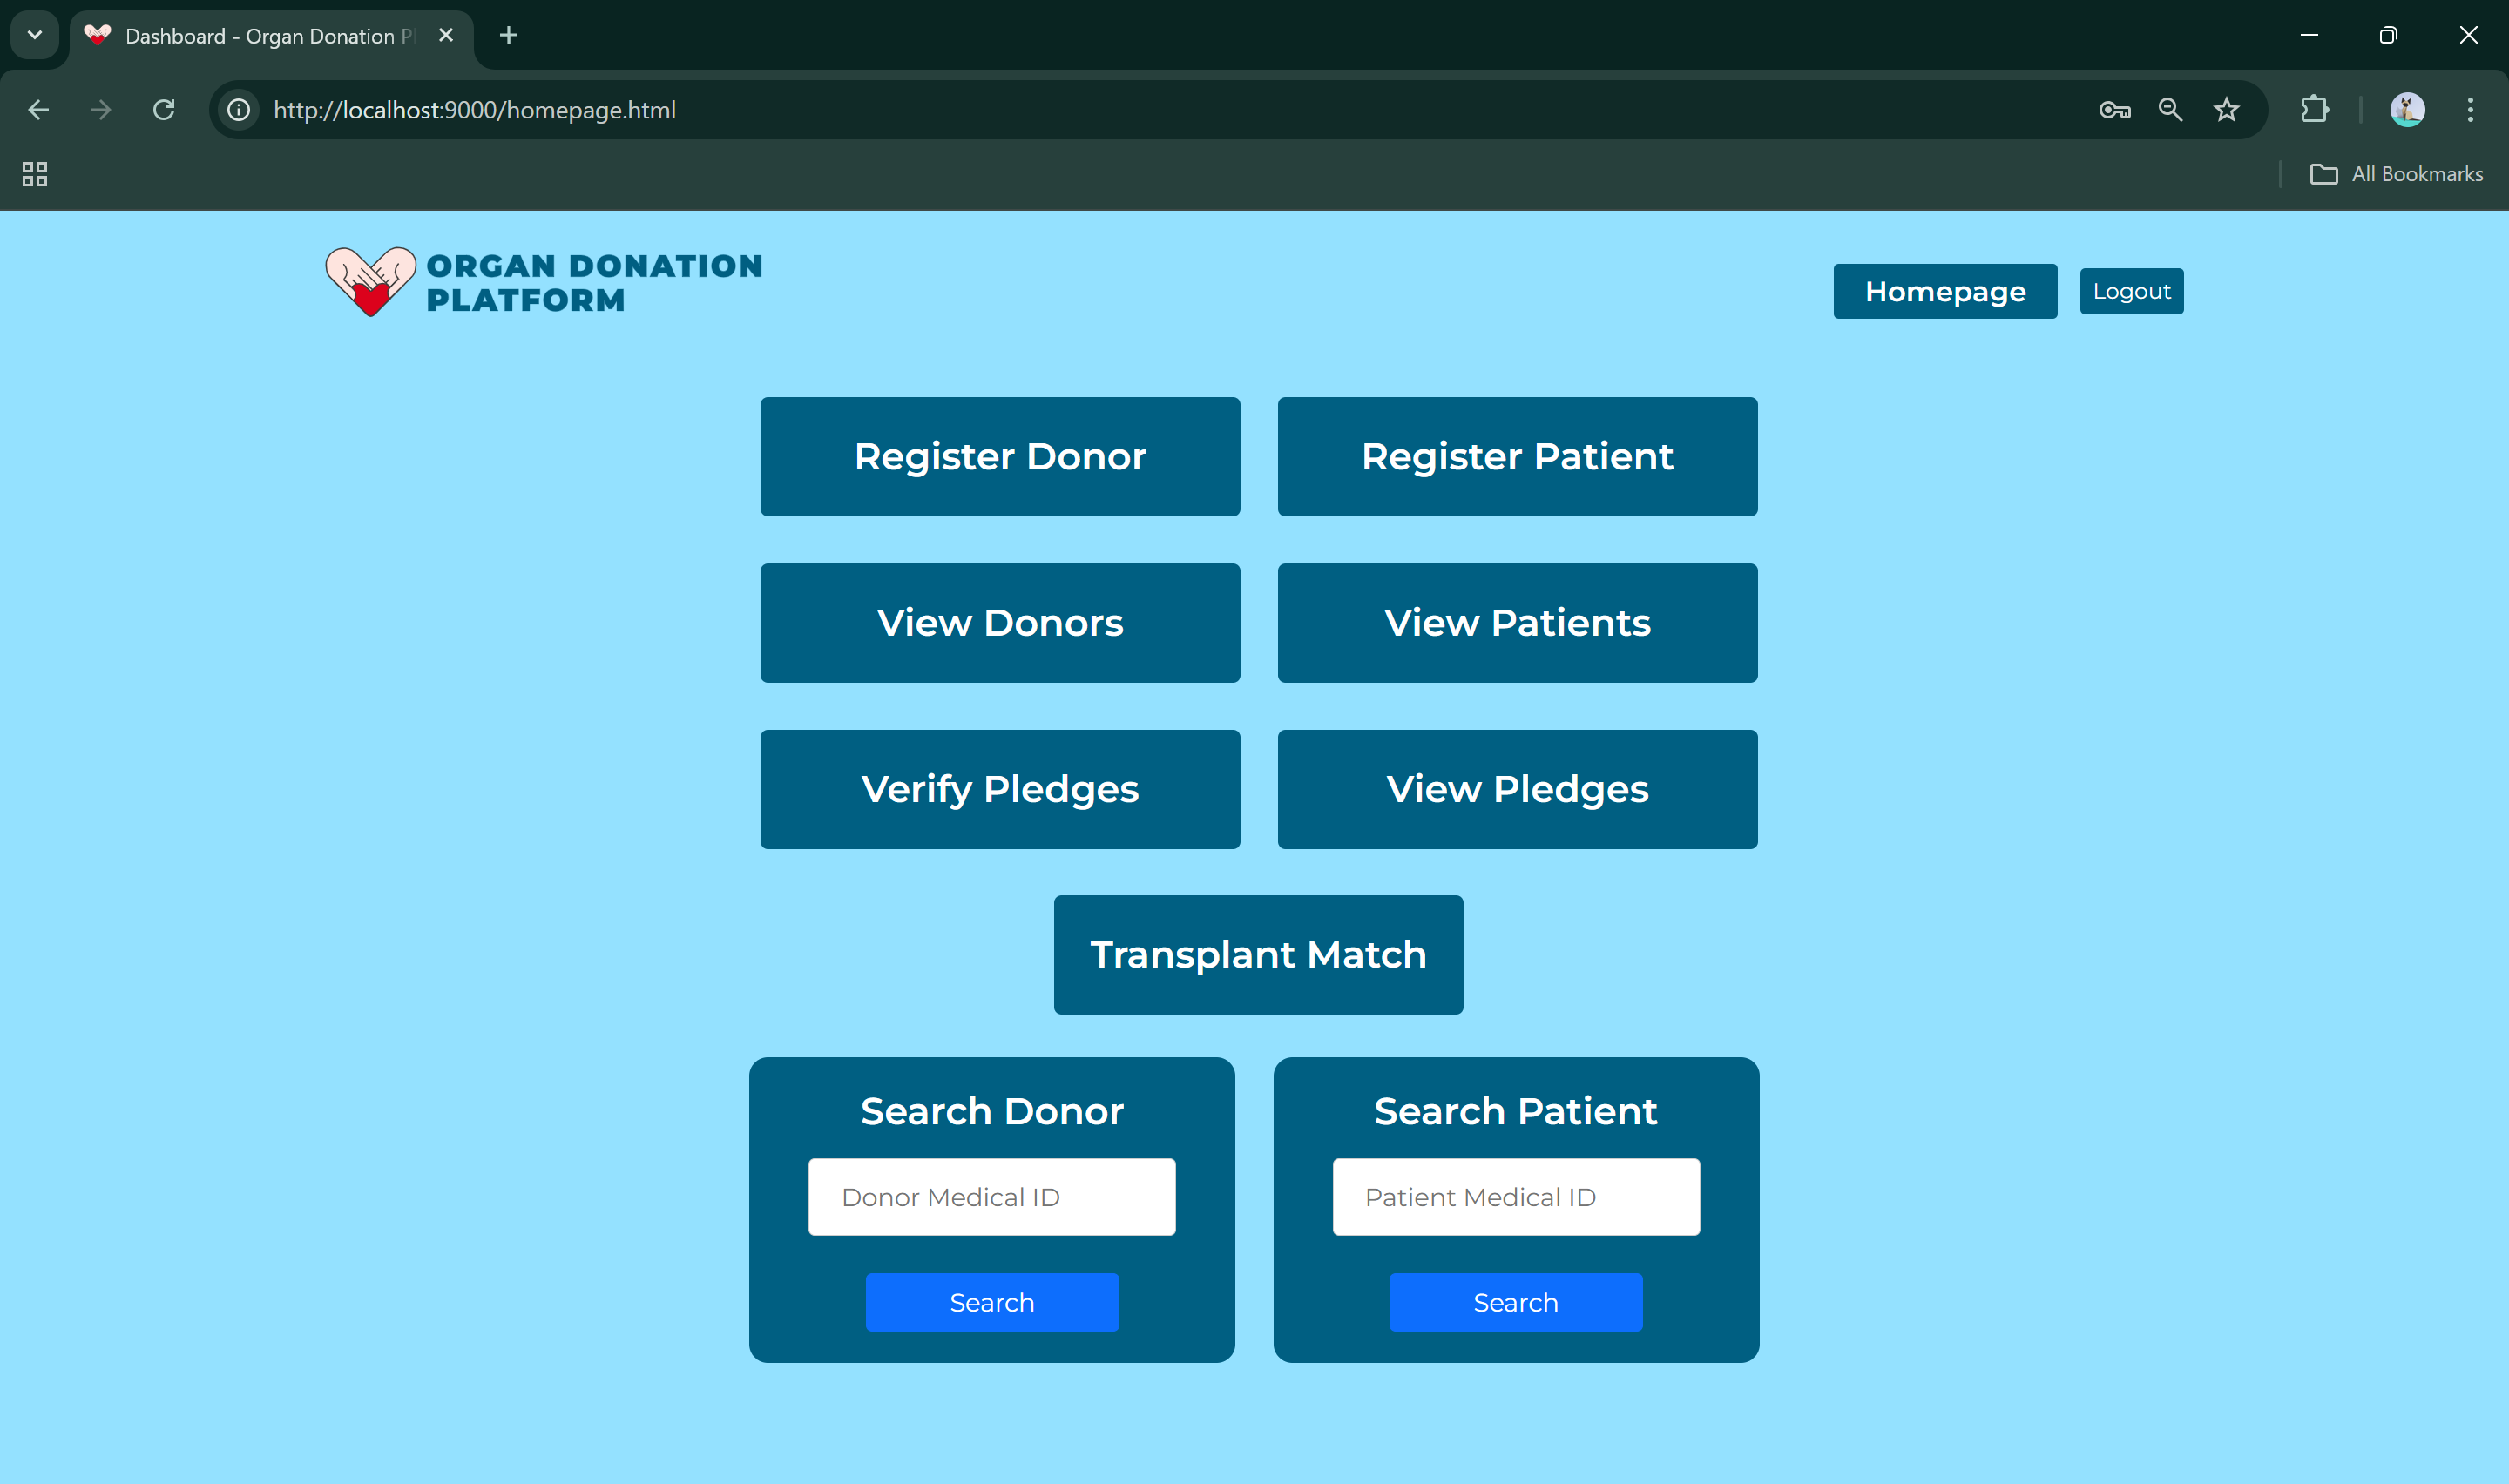 Dashboard - Organ Donation Pl
http://localhost:9000/homepage.html
All Bookmarks
ORGAN DONATION
PLATFORM
Homepage
Logout
Register Donor
Register Patient
View Donors
View Patients
Verify Pledges
View Pledges
Transplant Match
Search Donor
Search Patient
Donor Medical ID
Patient Medical ID
Search
Search